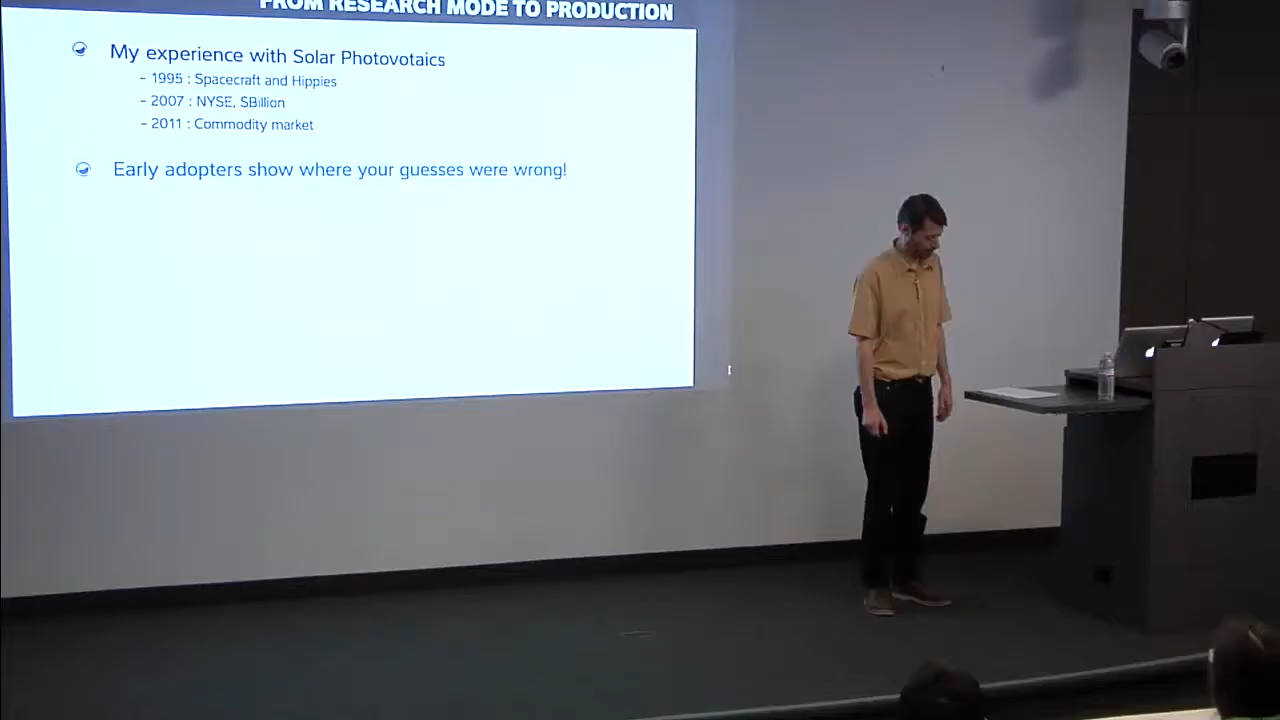 FROM RESEARCH MODE TO PRODUCTION
My experience with Solar Photovotaics
- 1995 : Spacecraft and Hippies
- 2007 : NYSE, $Billion
- 2011 : Commodity market
Early adopters show where your guesses were wrong!